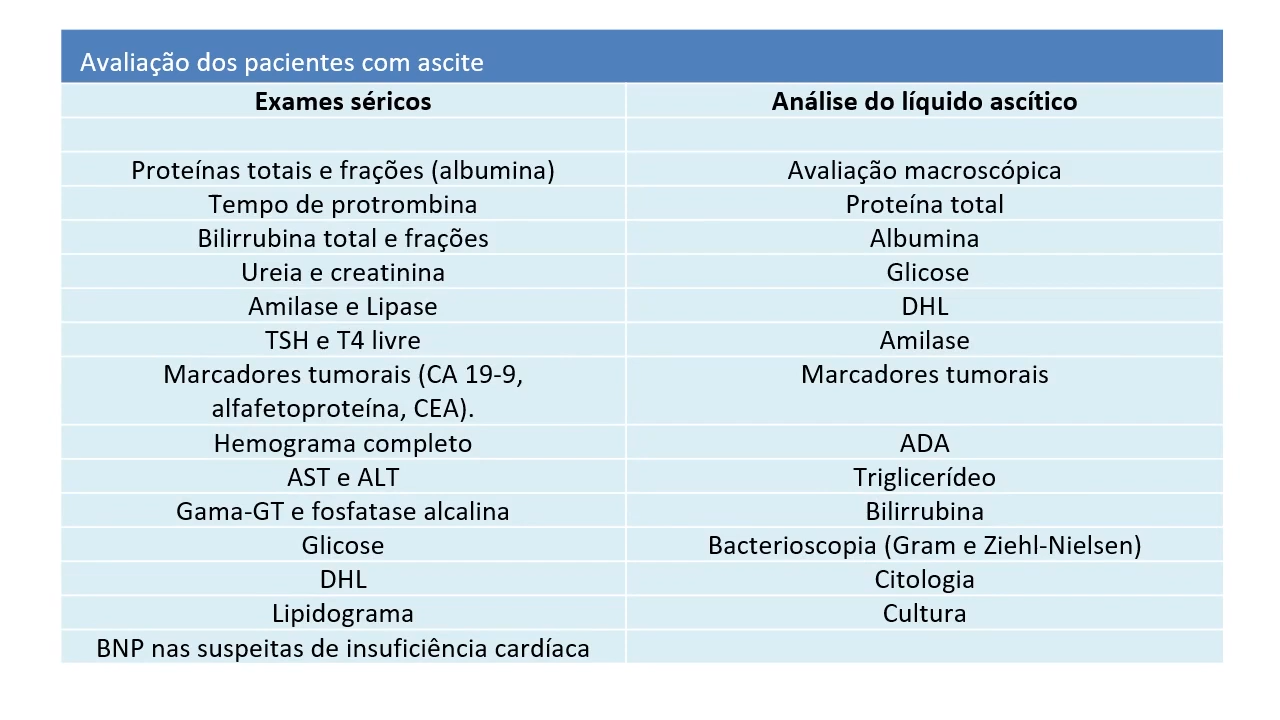 Avaliação dos pacientes com ascite
Exames séricos Análise do líquido ascítico
Proteínas totais e frações (albumina) Avaliação macroscópica
Tempo de protrombina Proteína total
Bilirrubina total e frações Albumina
Ureia e creatinina Glicose
Amilase e Lipase DHL
TSH e T4 livre Amilase
Marcadores tumorais (CA 19-9, Marcadores tumorais
alfafetoproteína, CEA).
Hemograma completo ADA
AST e ALT Triglicerídeo
Gama-GT e fosfatase alcalina Bilirrubina
Glicose Bacterioscopia (Gram e Ziehl-Nielsen)
DHL Citologia
Lipidograma Cultura
BNP nas suspeitas de insuficiência cardíaca